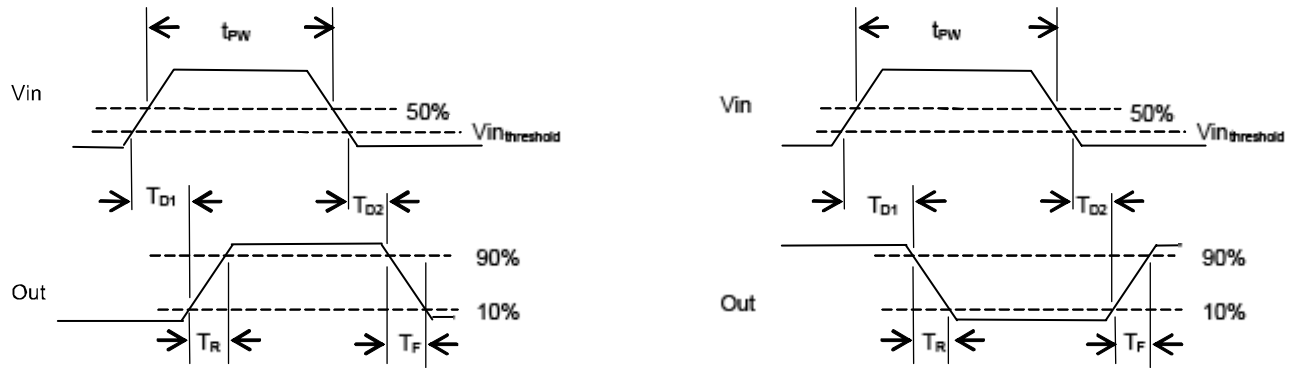 tPW
Vin
50%
Vinthreshold
TD1
TD2
90%
Out
10%
TR
TF
tPW
Vin
50%
Vinthreshold
TD1
TD2
90%
Out
10%
TR
TF